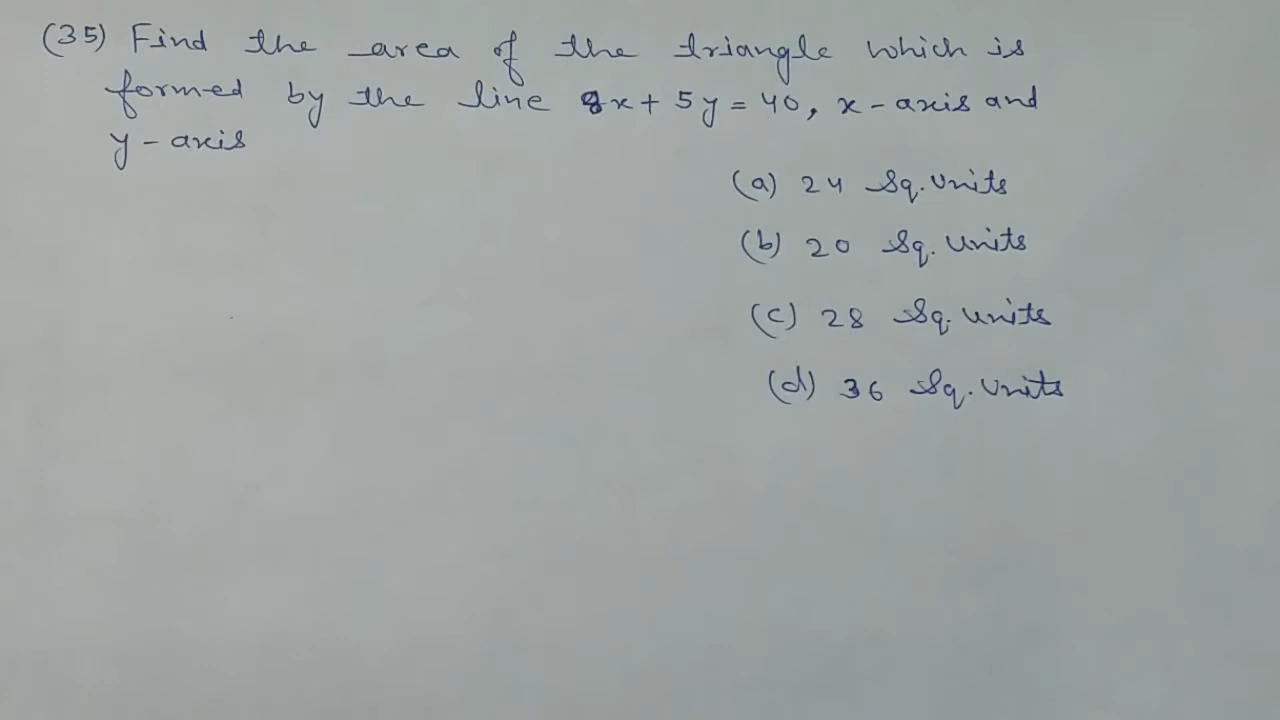 (35) Find the area of the triangle which is
formed by the line 8x + 5y = 40, x-axis and
y-axis
(a) 24 Sq. Units
(b) 20 Sq. Units
(c) 28 Sq. Units
(d) 36 Sq. Units